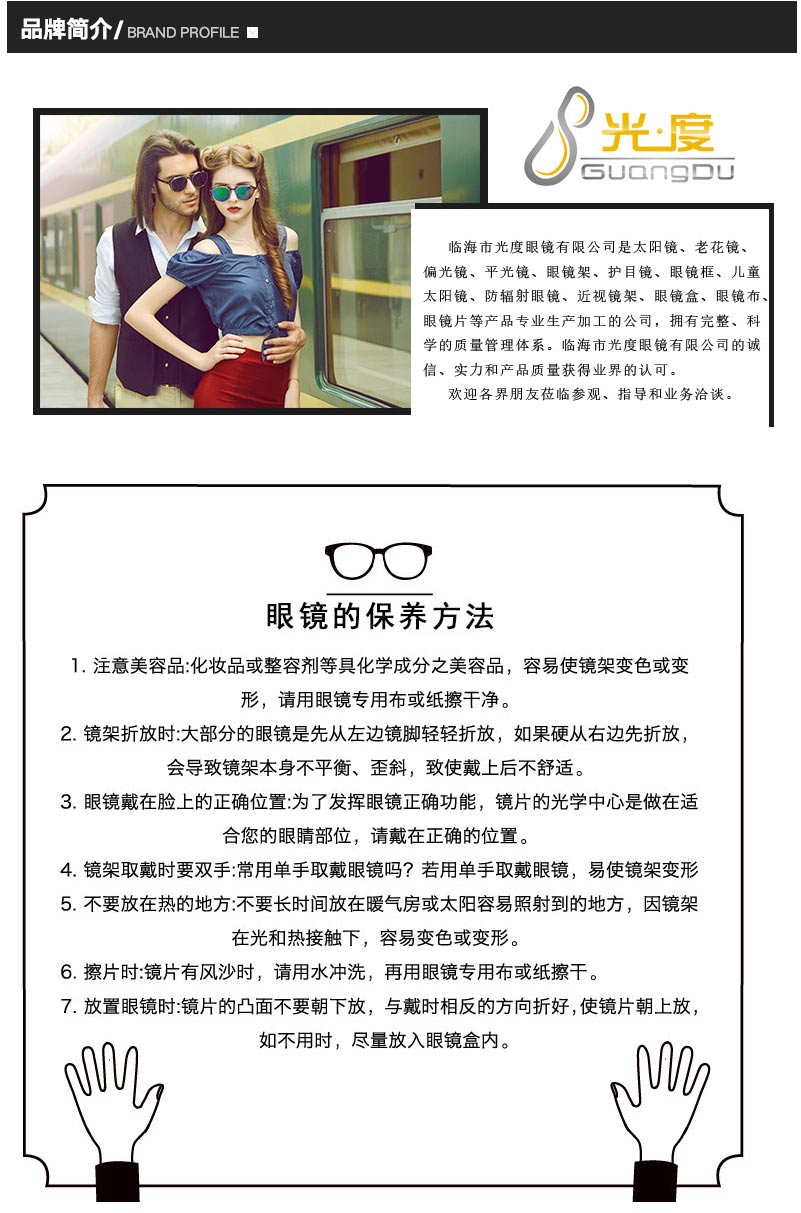 品牌简介/ BRAND PROFILE
光·度
GUANGDU
临海市光度眼镜有限公司是太阳镜、老花镜、
偏光镜、平光镜、眼镜架、护目镜、眼镜框、儿童
太阳镜、防辐射眼镜、近视镜架、眼镜盒、眼镜布、
眼镜片等产品专业生产加工的公司，拥有完整、科
学的质量管理体系。临海市光度眼镜有限公司的诚
信、实力和产品质量获得业界的认可。
欢迎各界朋友莅临参观、指导和业务洽谈。
眼镜的保养方法
1. 注意美容品:化妆品或整容剂等具化学成分之美容品，容易使镜架变色或变
形，请用眼镜专用布或纸擦干净。
2. 镜架折放时:大部分的眼镜是先从左边镜脚轻轻折放，如果硬从右边先折放，
会导致镜架本身不平衡、歪斜，致使戴上后不舒适。
3. 眼镜戴在脸上的正确位置:为了发挥眼镜正确功能，镜片的光学中心是做在适
合您的眼睛部位，请戴在正确的位置。
4. 镜架取戴时要双手:常用单手取戴眼镜吗？若用单手取戴眼镜，易使镜架变形
5. 不要放在热的地方:不要长时间放在暖气房或太阳容易照射到的地方，因镜架
在光和热接触下，容易变色或变形。
6. 擦片时:镜片有风沙时，请用水冲洗，再用眼镜专用布或纸擦干。
7. 放置眼镜时:镜片的凸面不要朝下放，与戴时相反的方向折好,使镜片朝上放，
如不用时，尽量放入眼镜盒内。